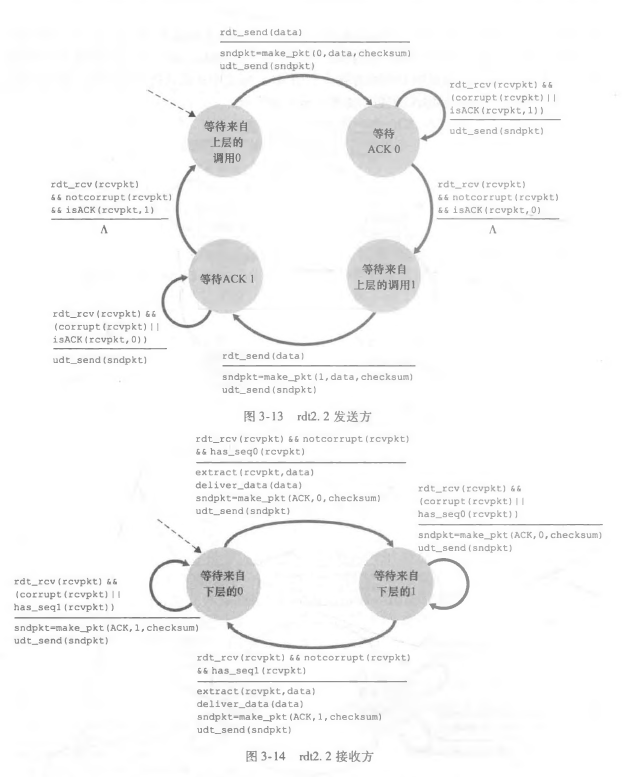 rdt_send(data)
sndpkt=make_pkt(0,data,checksum)
udt_send(sndpkt)
等待来自
上层的
调用0
等待
ACK 0
rdt_rcv(rcvpkt) &&
(corrupt(rcvpkt)||
isACK(rcvpkt,1))
udt_send(sndpkt)
rdt_rcv(rcvpkt)
&& notcorrupt(rcvpkt)
&& isACK(rcvpkt,1)
Λ
rdt_rcv(rcvpkt)
&& notcorrupt(rcvpkt)
&& isACK(rcvpkt,0)
Λ
等待ACK 1
等待来自
上层的调用1
rdt_rcv(rcvpkt) &&
(corrupt(rcvpkt)||
isACK(rcvpkt,0))
udt_send(sndpkt)
rdt_send(data)
sndpkt=make_pkt(1,data,checksum)
udt_send(sndpkt)
图 3-13 rdt2. 2 发送方
rdt_rcv(rcvpkt) && notcorrupt(rcvpkt)
&& has_seq0(rcvpkt)
extract(rcvpkt,data)
deliver_data(data)
sndpkt=make_pkt(ACK,0,checksum)
udt_send(sndpkt)
rdt_rcv(rcvpkt) &&
(corrupt(rcvpkt)||
has_seq0(rcvpkt))
sndpkt=make_pkt(ACK,0,checksum)
udt_send(sndpkt)
等待来自
下层的0
等待来自
下层的1
rdt_rcv(rcvpkt) &&
(corrupt(rcvpkt)||
has_seq1(rcvpkt))
sndpkt=make_pkt(ACK,1,checksum)
udt_send(sndpkt)
rdt_rcv(rcvpkt) && notcorrupt(rcvpkt)
&& has_seq1(rcvpkt)
extract(rcvpkt,data)
deliver_data(data)
sndpkt=make_pkt(ACK,1,checksum)
udt_send(sndpkt)
图 3-14 rdt2. 2 接收方